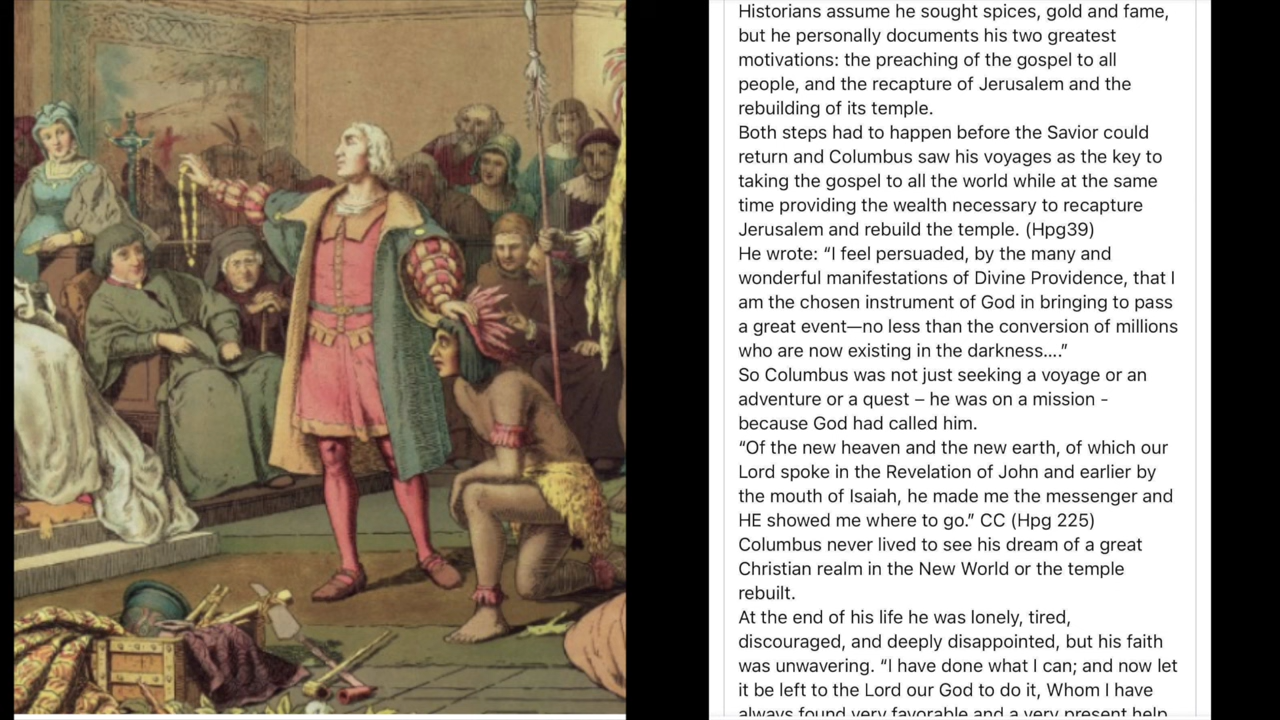 Historians assume he sought spices, gold and fame,
but he personally documents his two greatest
motivations: the preaching of the gospel to all
people, and the recapture of Jerusalem and the
rebuilding of its temple.
Both steps had to happen before the Savior could
return and Columbus saw his voyages as the key to
taking the gospel to all the world while at the same
time providing the wealth necessary to recapture
Jerusalem and rebuild the temple. (Hpg39)
He wrote: “I feel persuaded, by the many and
wonderful manifestations of Divine Providence, that I
am the chosen instrument of God in bringing to pass
a great event—no less than the conversion of millions
who are now existing in the darkness....”
So Columbus was not just seeking a voyage or an
adventure or a quest – he was on a mission -
because God had called him.
“Of the new heaven and the new earth, of which our
Lord spoke in the Revelation of John and earlier by
the mouth of Isaiah, he made me the messenger and
HE showed me where to go.” CC (Hpg 225)
Columbus never lived to see his dream of a great
Christian realm in the New World or the temple
rebuilt.
At the end of his life he was lonely, tired,
discouraged, and deeply disappointed, but his faith
was unwavering. “I have done what I can; and now let
it be left to the Lord our God to do it, Whom I have
always found very favorable and a very present help